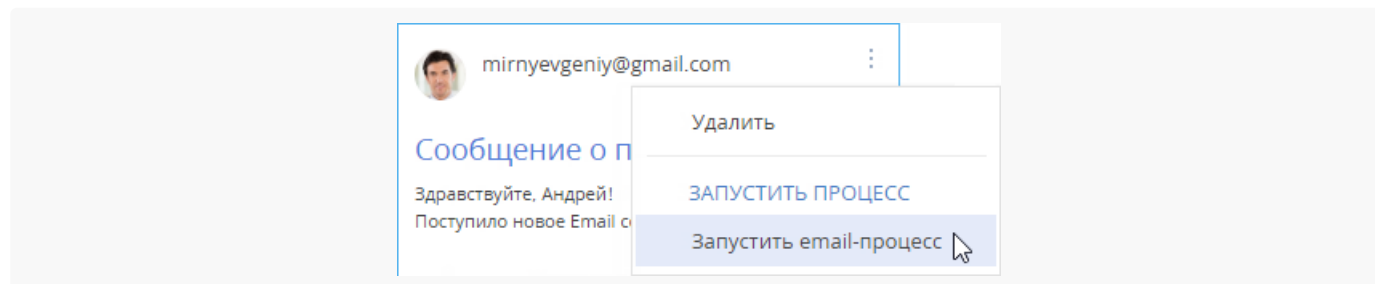 mirnyevgeniy@gmail.com
Удалить
Сообщение о п
Здравствуйте, Андрей!
ЗАПУСТИТЬ ПРОЦЕСС
Поступило новое Email
Запустить email-процесс